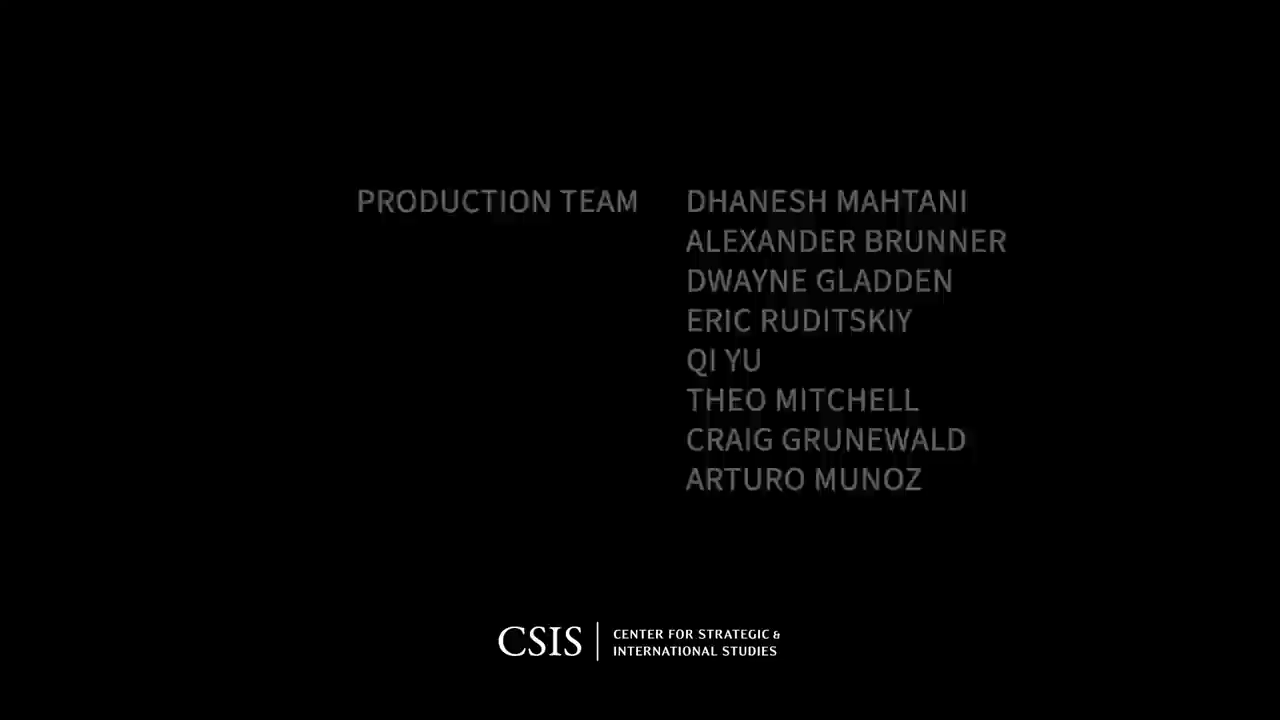 PRODUCTION TEAM DHANESH MAHTANI
ALEXANDER BRUNNER
DWAYNE GLADDEN
ERIC RUDITSKIY
QI YU
THEO MITCHELL
CRAIG GRUNEWALD
ARTURO MUNOZ
CSIS CENTER FOR STRATEGIC &
INTERNATIONAL STUDIES